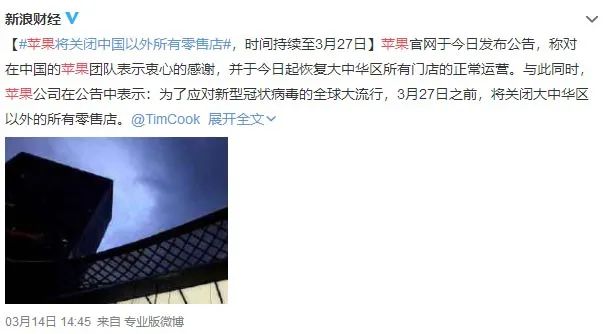 新浪财经
【#苹果将关闭中国以外所有零售店#，时间持续至3月27日】苹果官网于今日发布公告，称对
在中国的苹果团队表示衷心的感谢，并于今日起恢复大中华区所有门店的正常运营。与此同时，
苹果公司在公告中表示：为了应对新型冠状病毒的全球大流行，3月27日之前，将关闭大中华区
以外的所有零售店。@TimCook 展开全文
03月14日 14:45 来自 专业版微博